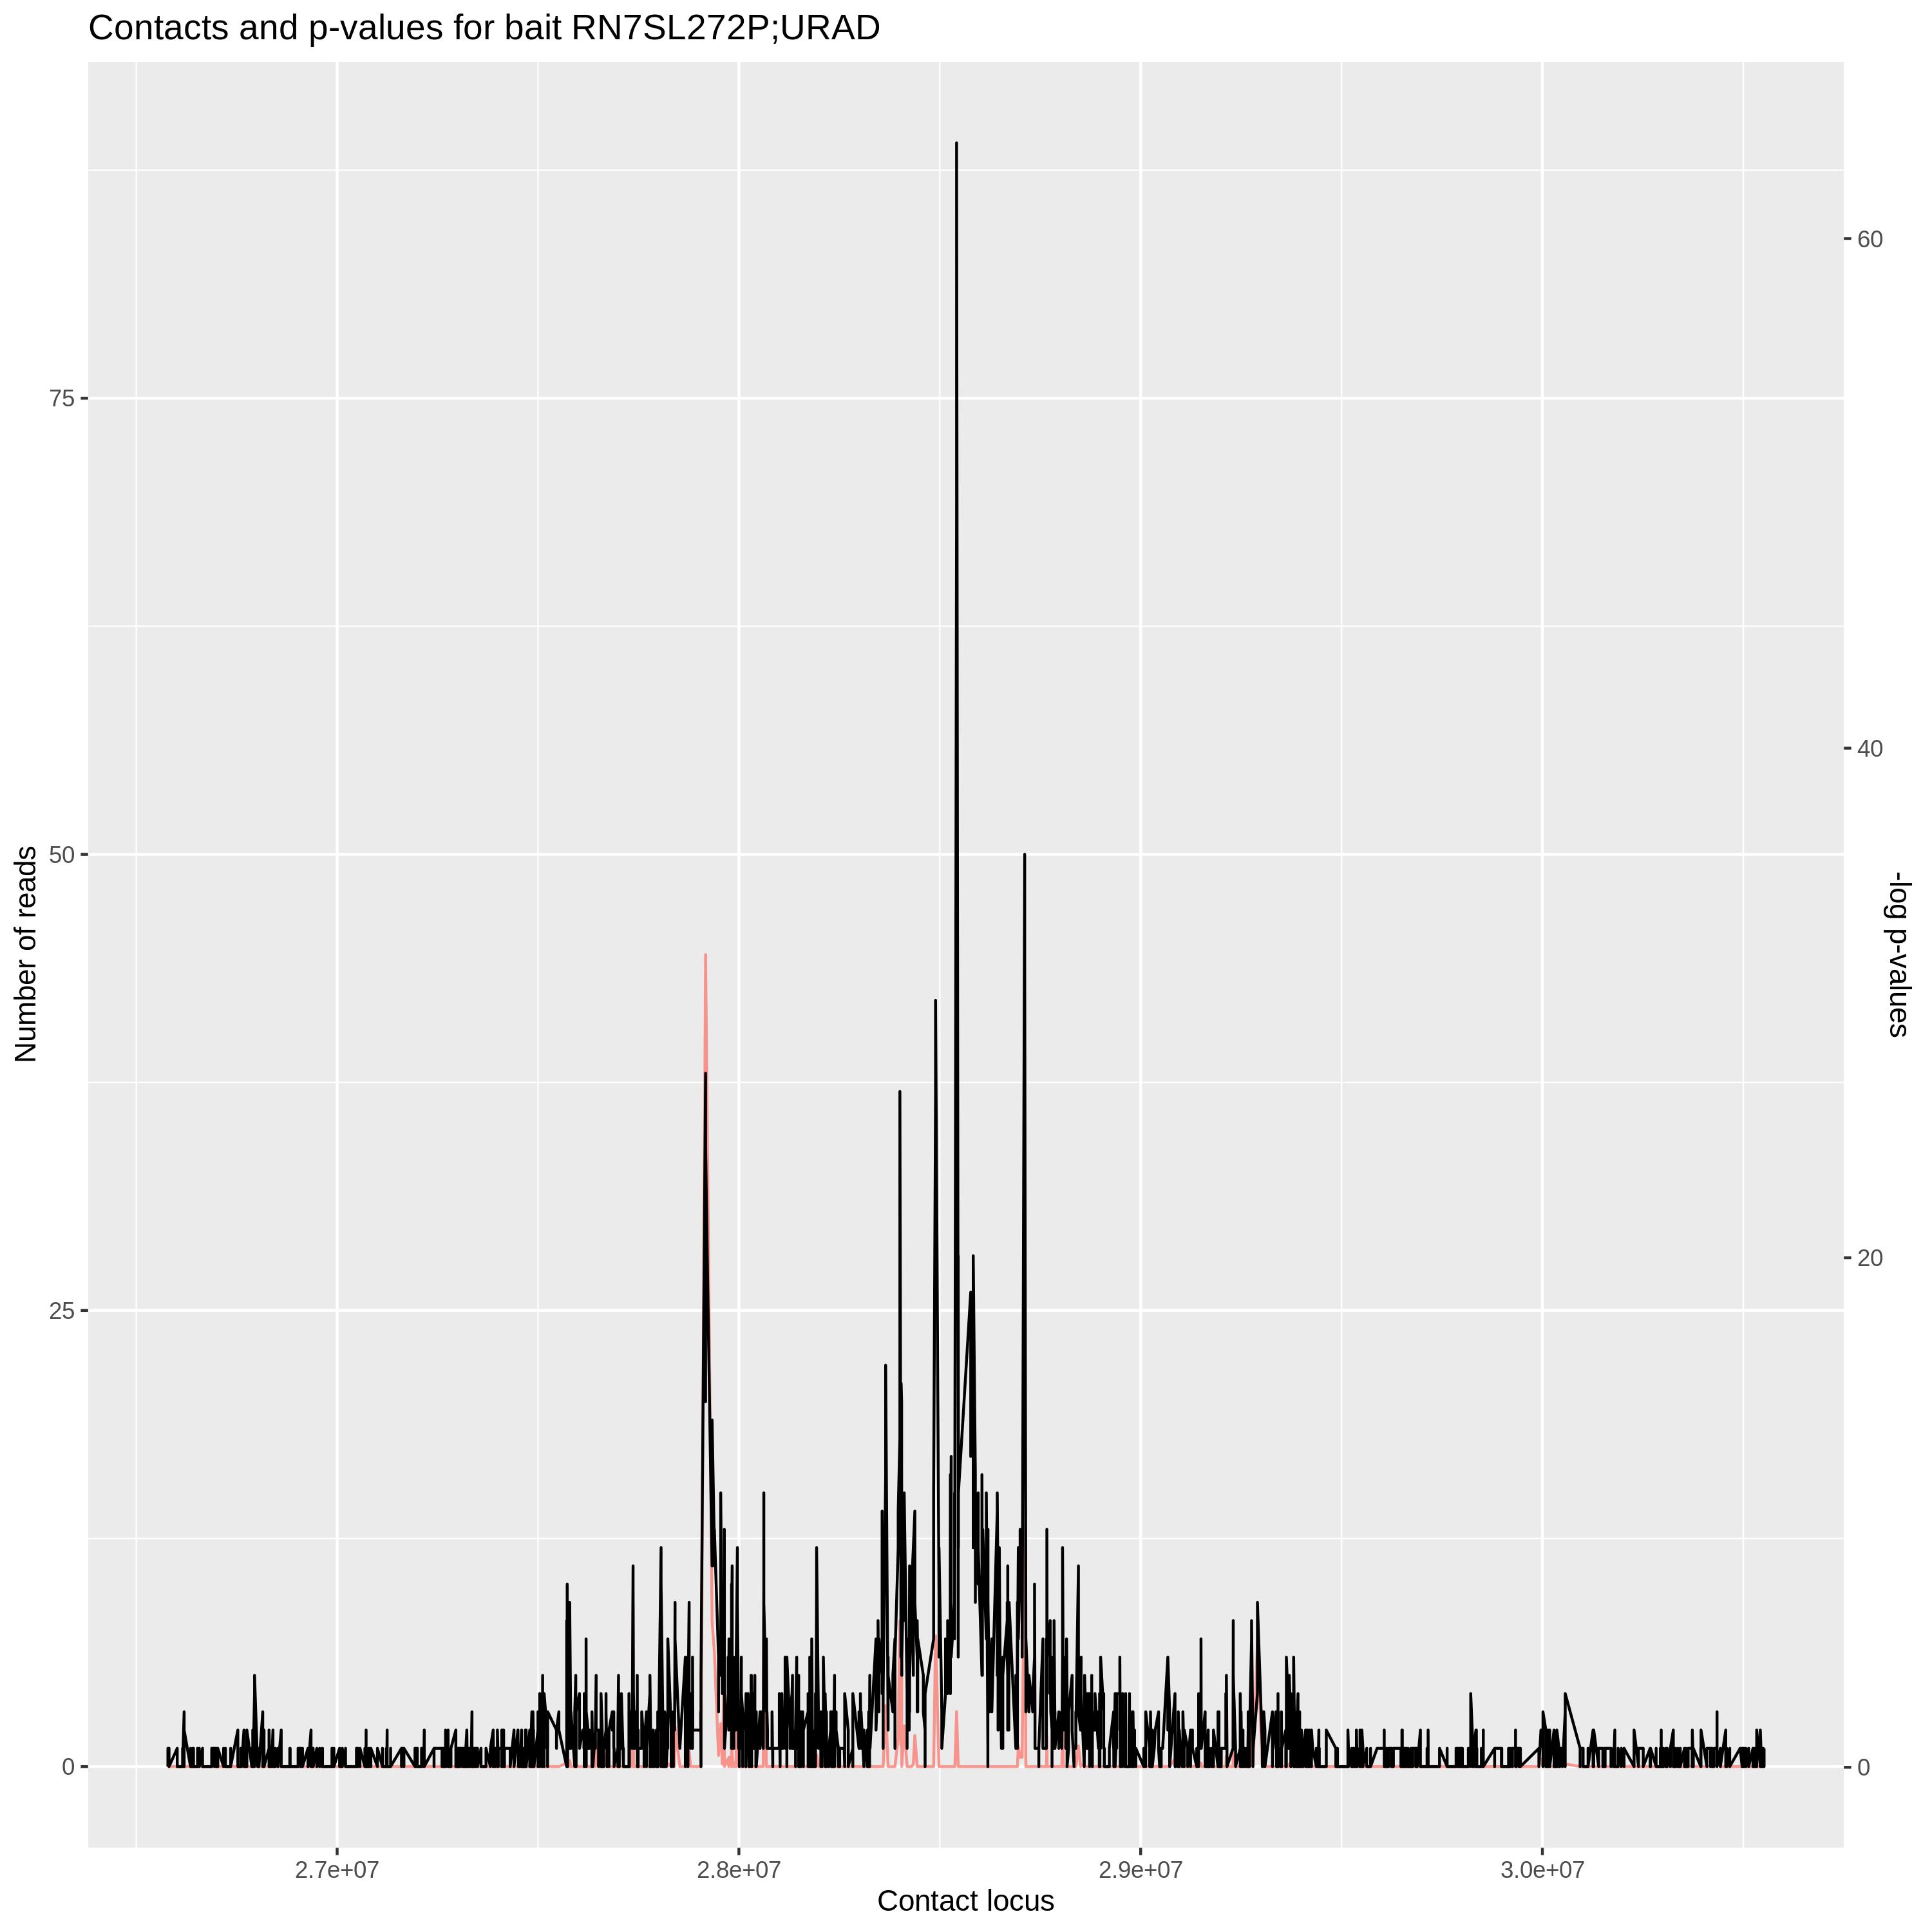 Contacts and p-values for bait RN7SL272P;URAD
75
50
25
0
60
40
20
0
Number of reads
-log p-values
2.7e+07 2.8e+07 2.9e+07 3.0e+07
Contact locus